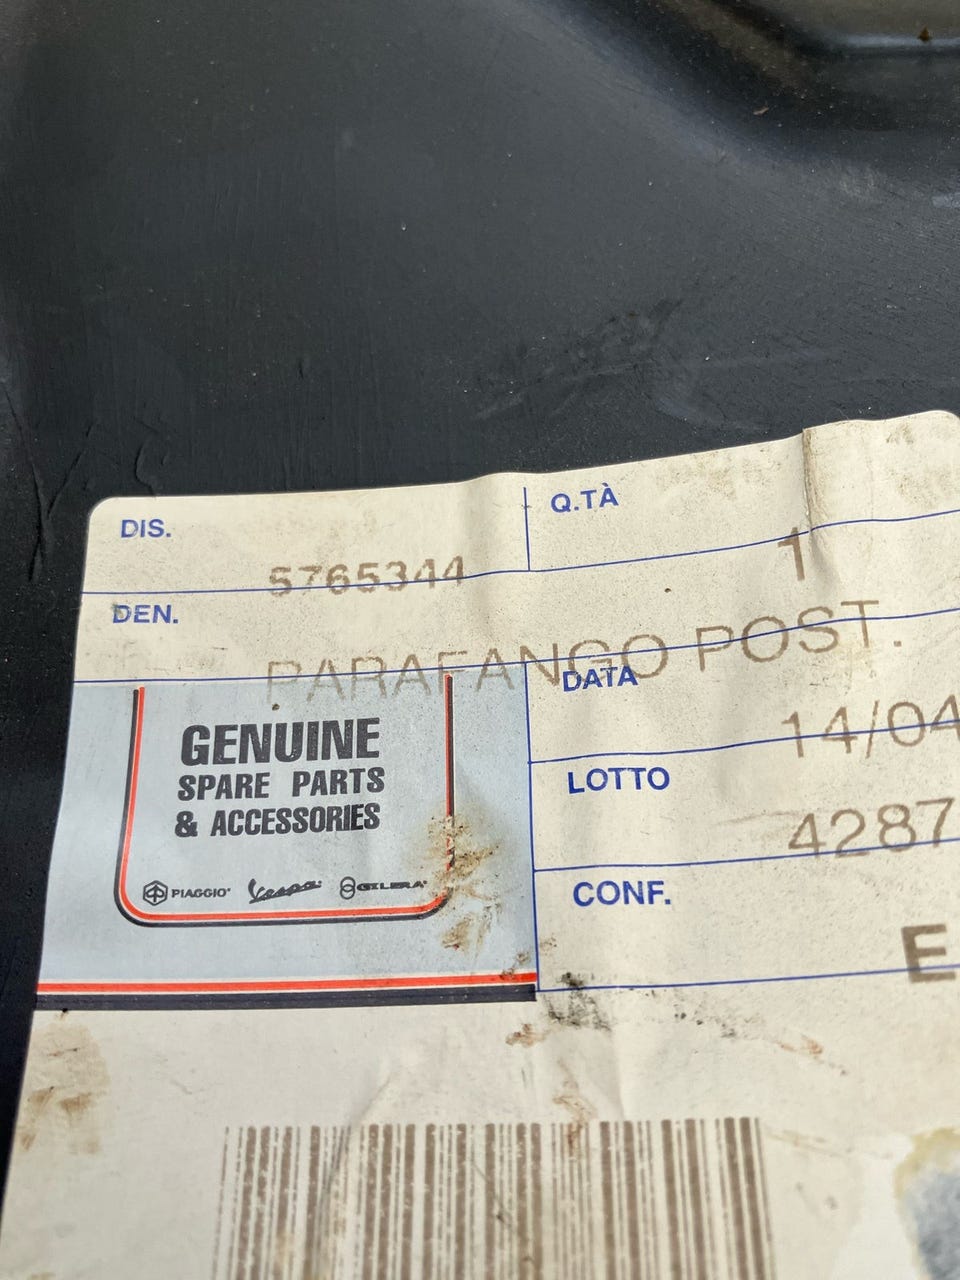 DIS.
Q.TÀ
5765344
1
DEN.
PARAFANGO POST.
DATA
14/04
LOTTO
4287
CONF.
E
GENUINE
SPARE PARTS
& ACCESSORIES
PIAGGIO
Vespa
GILERA